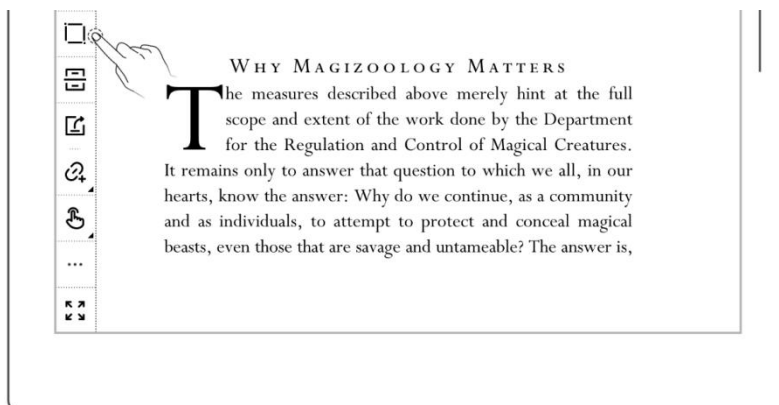 WHY MAGIZOOLOGY MATTERS
The measures described above merely hint at the full
scope and extent of the work done by the Department
for the Regulation and Control of Magical Creatures.
It remains only to answer that question to which we all, in our
hearts, know the answer: Why do we continue, as a community
and as individuals, to attempt to protect and conceal magical
beasts, even those that are savage and untameable? The answer is,